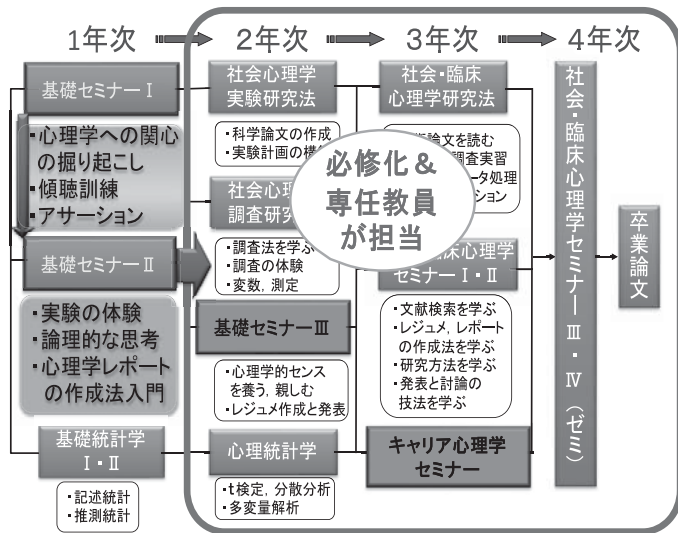 1年次
2年次
3年次
4年次
基礎セミナーⅠ
・心理学への関心
の掘り起こし
・傾聴訓練
・アサーション
基礎セミナーⅡ
・実験の体験
・論理的な思考
・心理学レポート
の作成法入門
基礎統計学
Ⅰ・Ⅱ
・記述統計
・推測統計
社会心理学
実験研究法
・科学論文の作成
・実験計画の構
社会心理
調査研究
・調査法を学ぶ
・調査の体験
・変数, 測定
基礎セミナーⅢ
・心理学的センス
を養う, 親しむ
・レジュメ作成と発表
心理統計学
・t検定, 分散分析
・多変量解析
必修化&
専任教員
が担当
社会・臨床
心理学研究法
論文を読む
調査実習
ータ処理
ション
臨床心理学
セミナーⅠ・Ⅱ
・文献検索を学ぶ
・レジュメ, レポート
の作成法を学ぶ
・研究方法を学ぶ
・発表と討論の
技法を学ぶ
キャリア心理学
セミナー
社会・臨床心理学セミナーⅢ・Ⅳ(ゼミ)
卒業論文